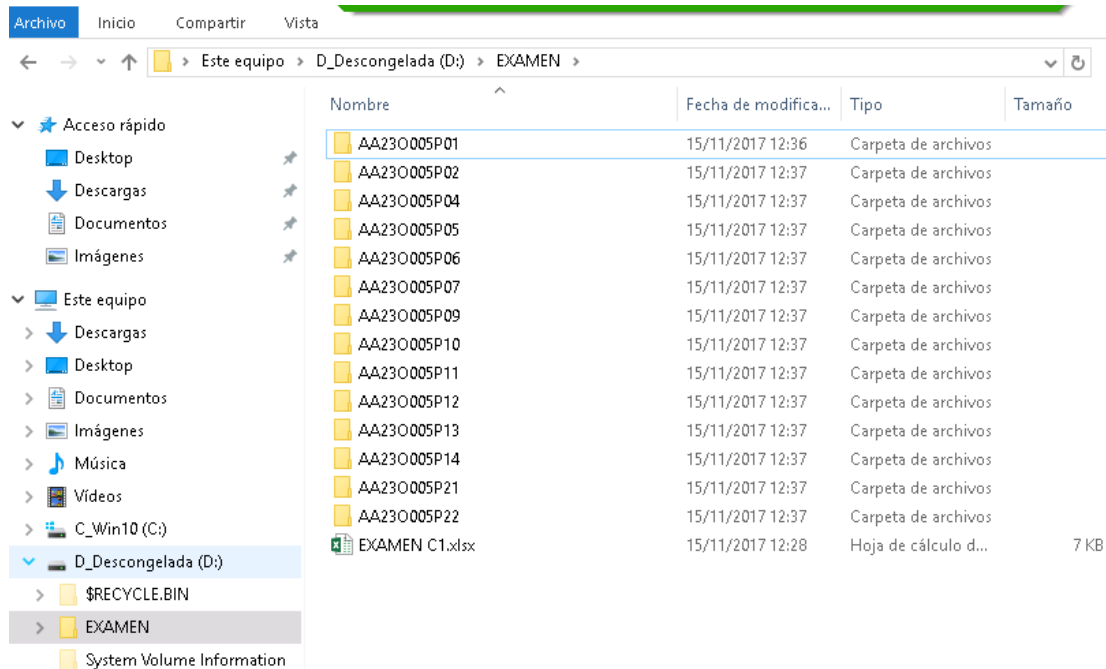 Archivo Inicio Compartir Vista
Este equipo > D_Descongelada (D:) > EXAMEN >
Nombre Fecha de modifica... Tipo Tamaño
Acceso rápido
Desktop
Descargas
Documentos
Imágenes
Este equipo
Descargas
Desktop
Documentos
Imágenes
Música
Vídeos
C_Win10 (C:)
D_Descongelada (D:)
$RECYCLE.BIN
EXAMEN
System Volume Information
AA23O005P01 15/11/2017 12:36 Carpeta de archivos
AA23O005P02 15/11/2017 12:37 Carpeta de archivos
AA23O005P04 15/11/2017 12:37 Carpeta de archivos
AA23O005P05 15/11/2017 12:37 Carpeta de archivos
AA23O005P06 15/11/2017 12:37 Carpeta de archivos
AA23O005P07 15/11/2017 12:37 Carpeta de archivos
AA23O005P09 15/11/2017 12:37 Carpeta de archivos
AA23O005P10 15/11/2017 12:37 Carpeta de archivos
AA23O005P11 15/11/2017 12:37 Carpeta de archivos
AA23O005P12 15/11/2017 12:37 Carpeta de archivos
AA23O005P13 15/11/2017 12:37 Carpeta de archivos
AA23O005P14 15/11/2017 12:37 Carpeta de archivos
AA23O005P21 15/11/2017 12:37 Carpeta de archivos
AA23O005P22 15/11/2017 12:37 Carpeta de archivos
EXAMEN C1.xlsx 15/11/2017 12:28 Hoja de cálculo d... 7 KB